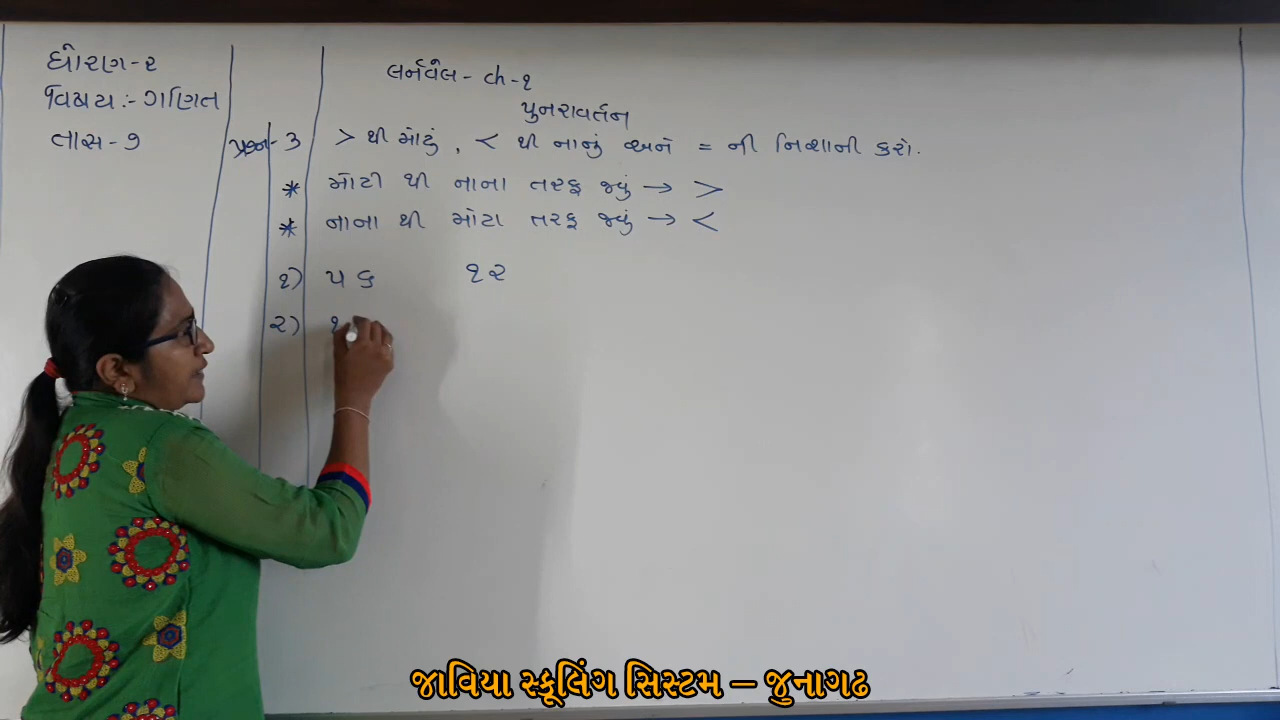 ધોરણ-૨
વિષય :- ગણિત
તાસ-૭
લર્નવેલ - ch-૧
પુનરાવર્તન
પ્રશ્ન-૩ > થી મોટું, < થી નાનું અને = ની નિશાની કરો.
* મોટી થી નાના તરફ જવું → >
* નાના થી મોટા તરફ જવું → <
૧) ૫૬ ૧૨
૨) ૧
જાવિયા સ્કૂલિંગ સિસ્ટમ – જુનાગઢ